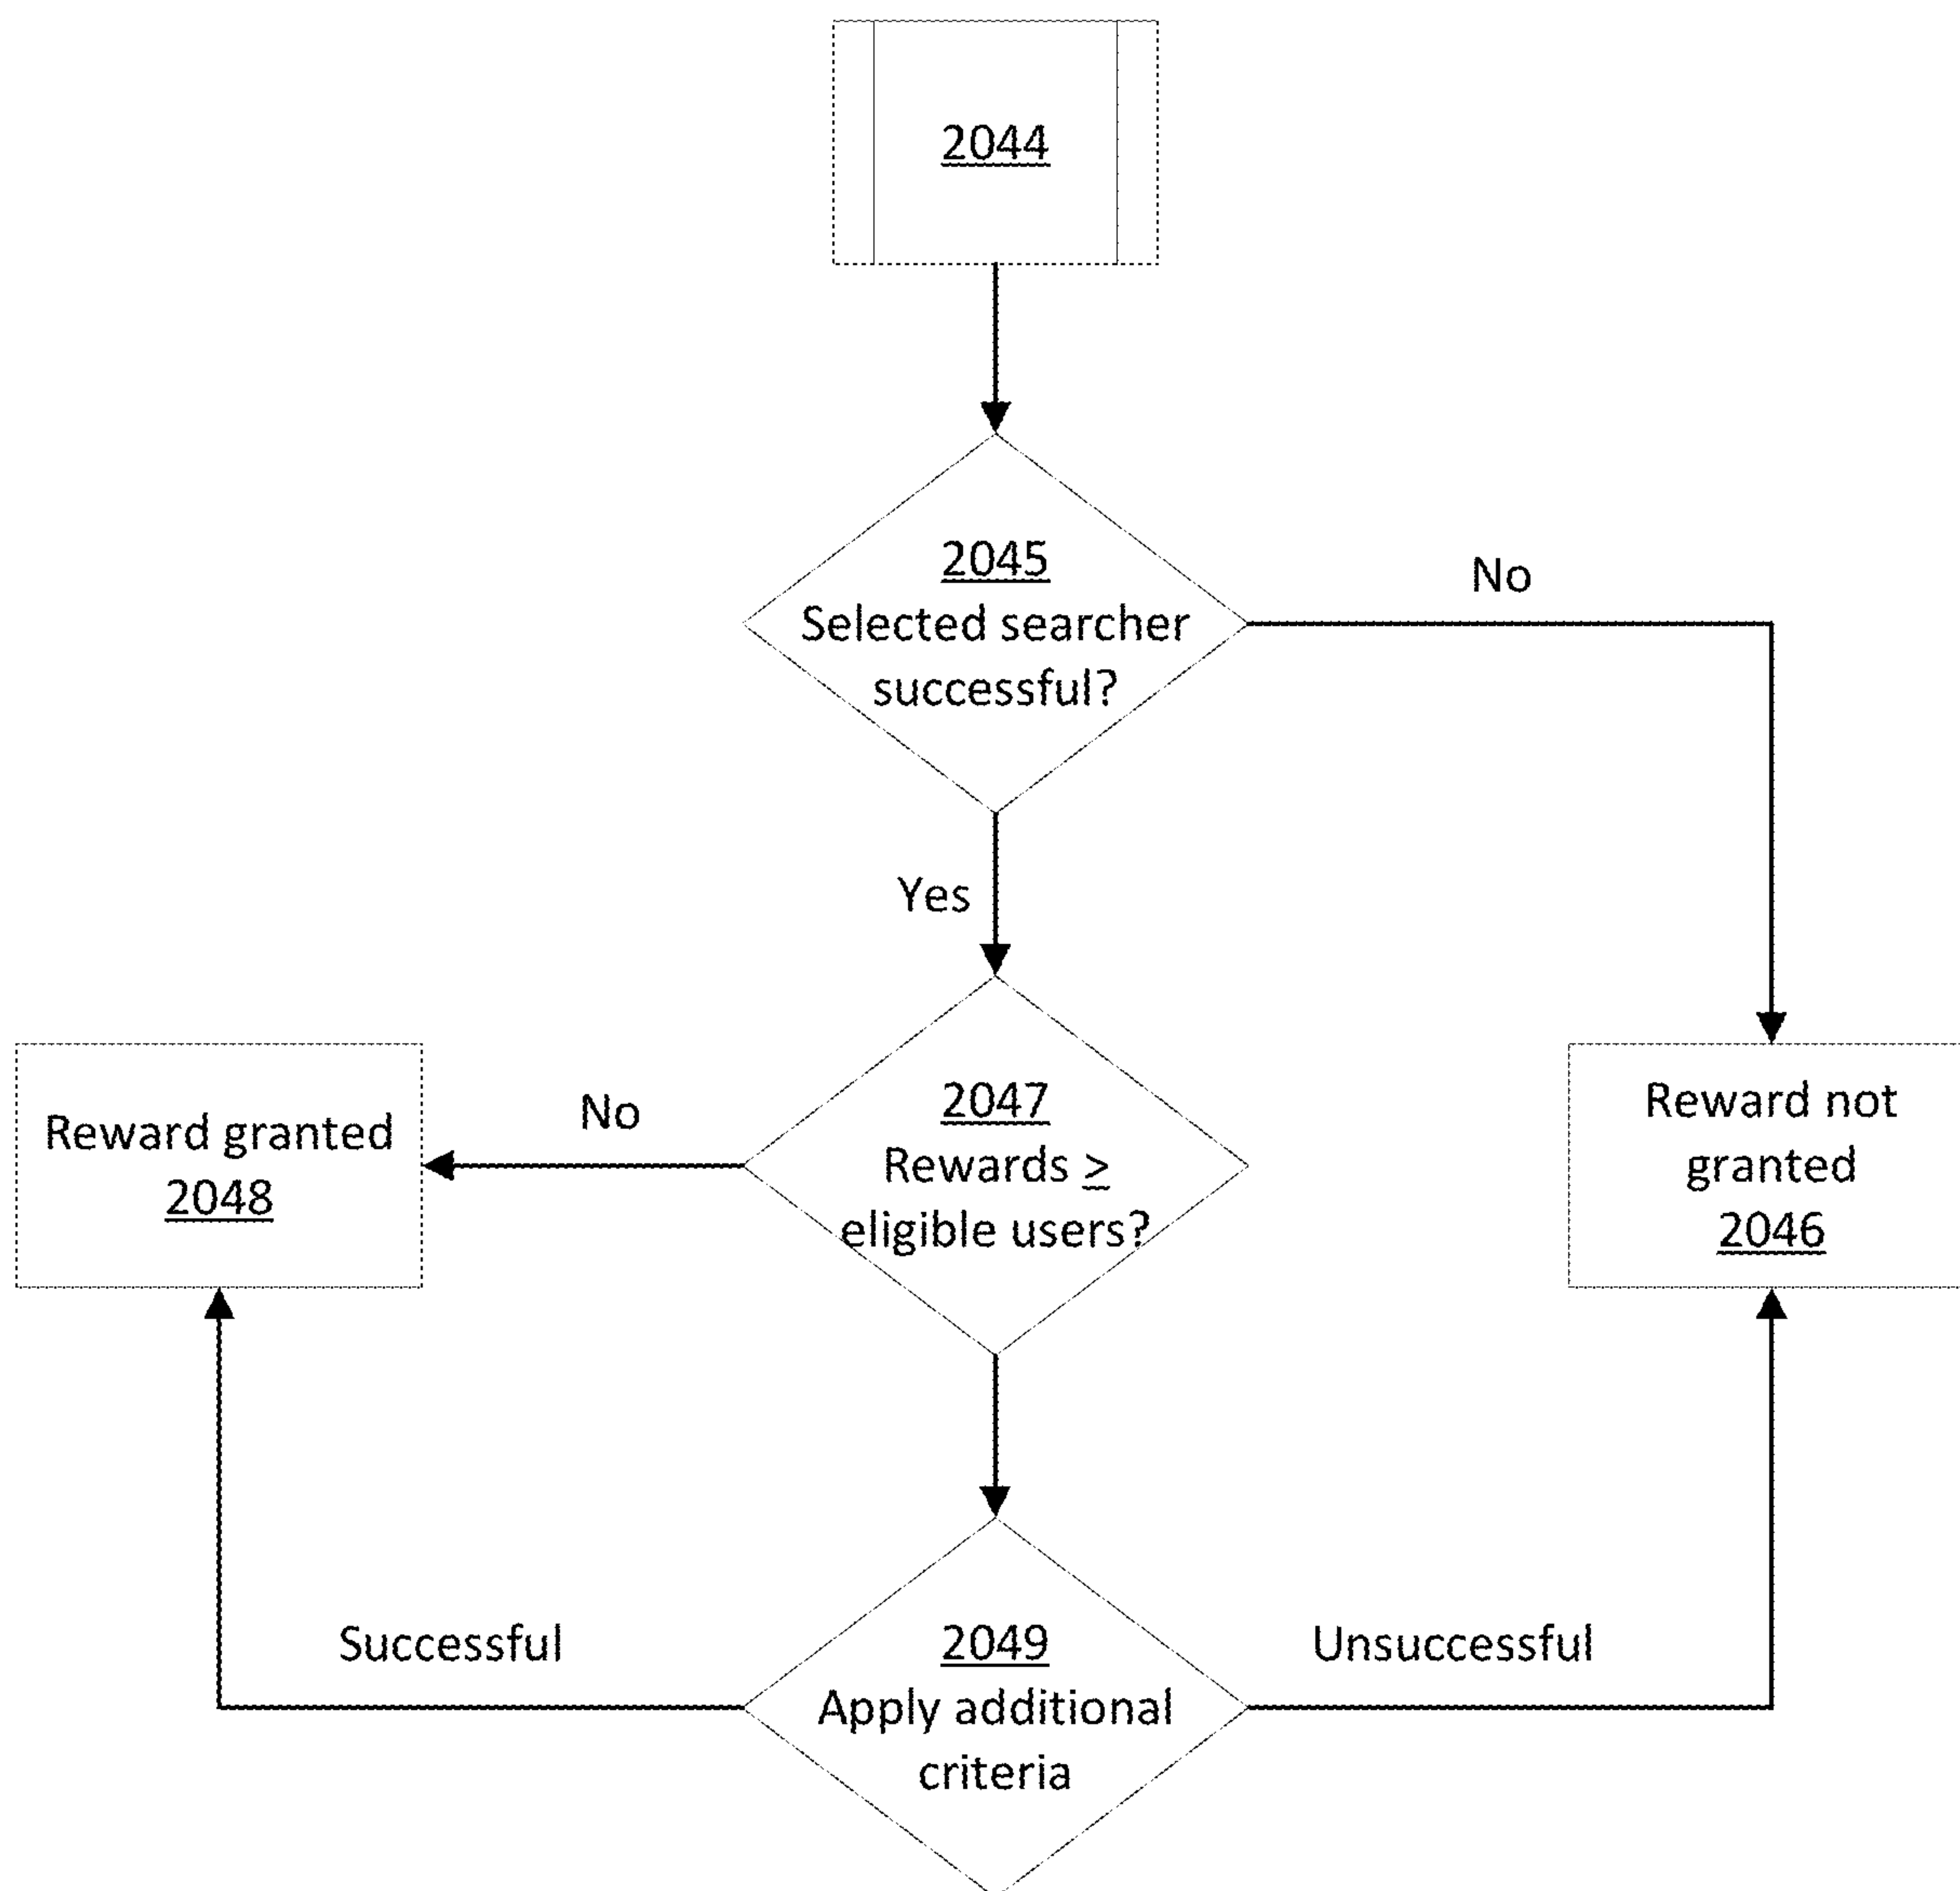 2044
2045
Selected searcher
successful?
No
Yes
Reward granted
2048
No
2047
Rewards ≥
eligible users?
Reward not
granted
2046
Successful
2049
Apply additional
criteria
Unsuccessful